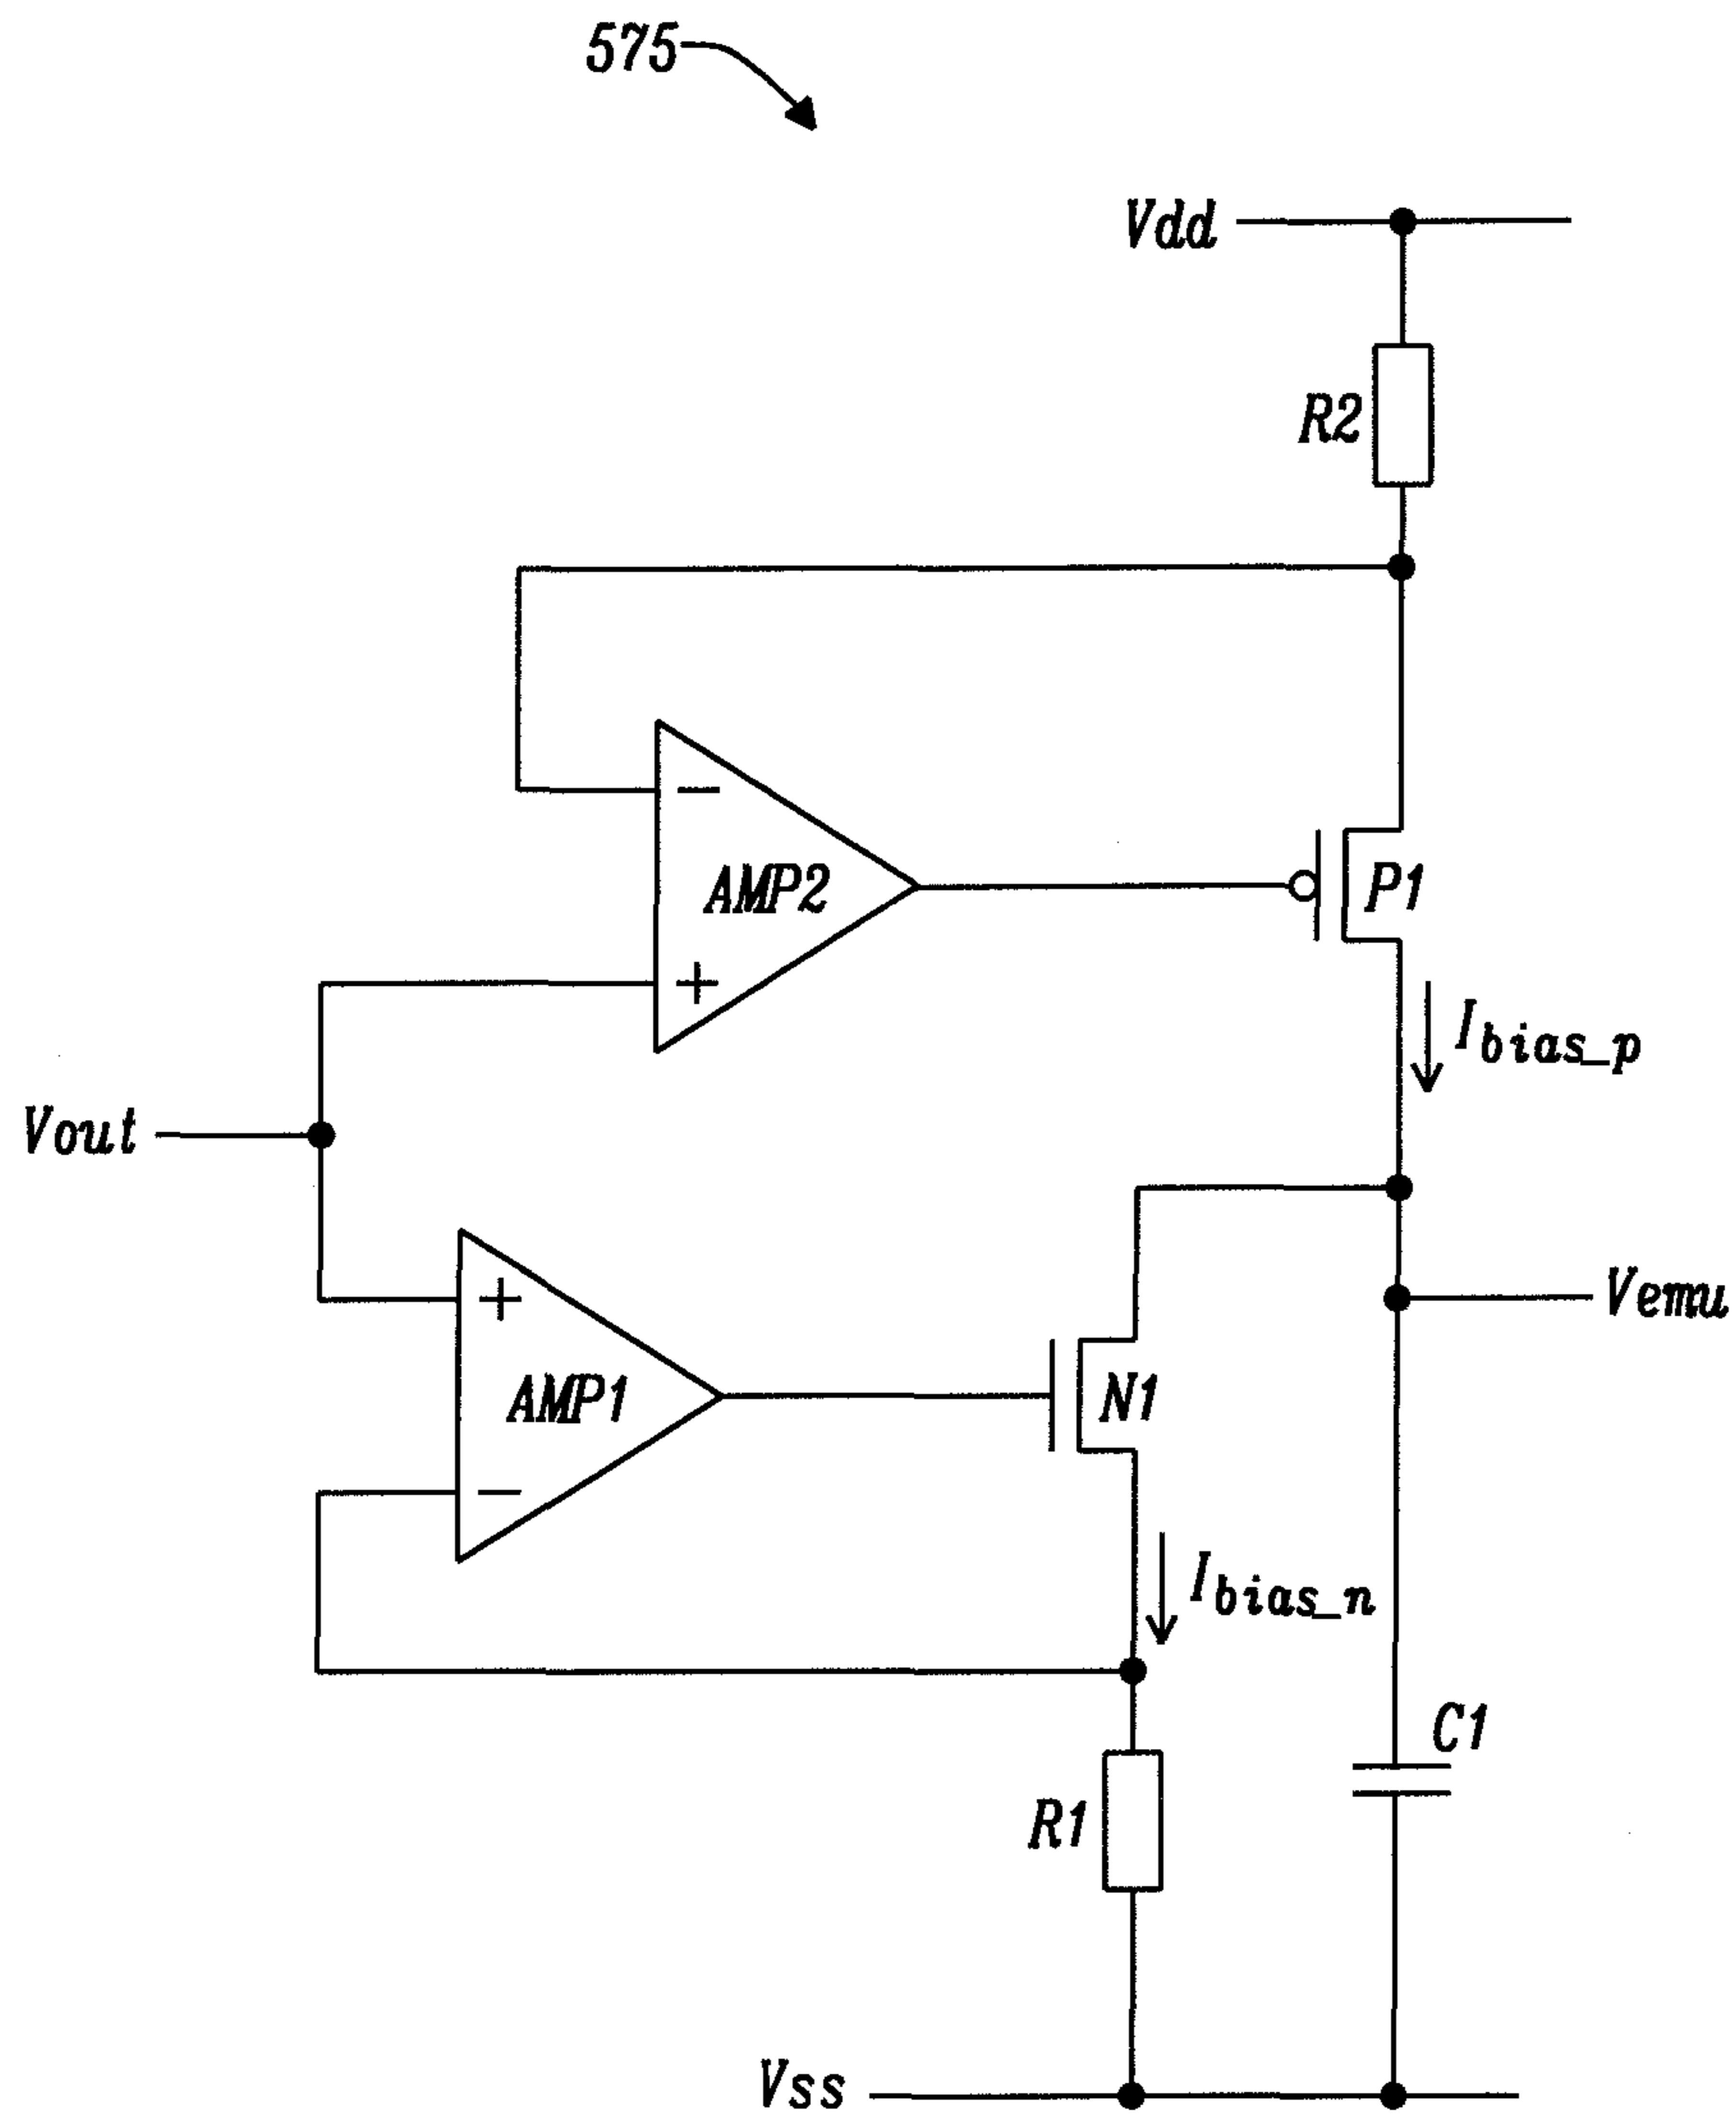 575
Vdd
R2
−
AMP2
P1
+
Ibias_p
Vout
+
Vemu
AMP1
N1
−
Ibias_n
C1
R1
Vss